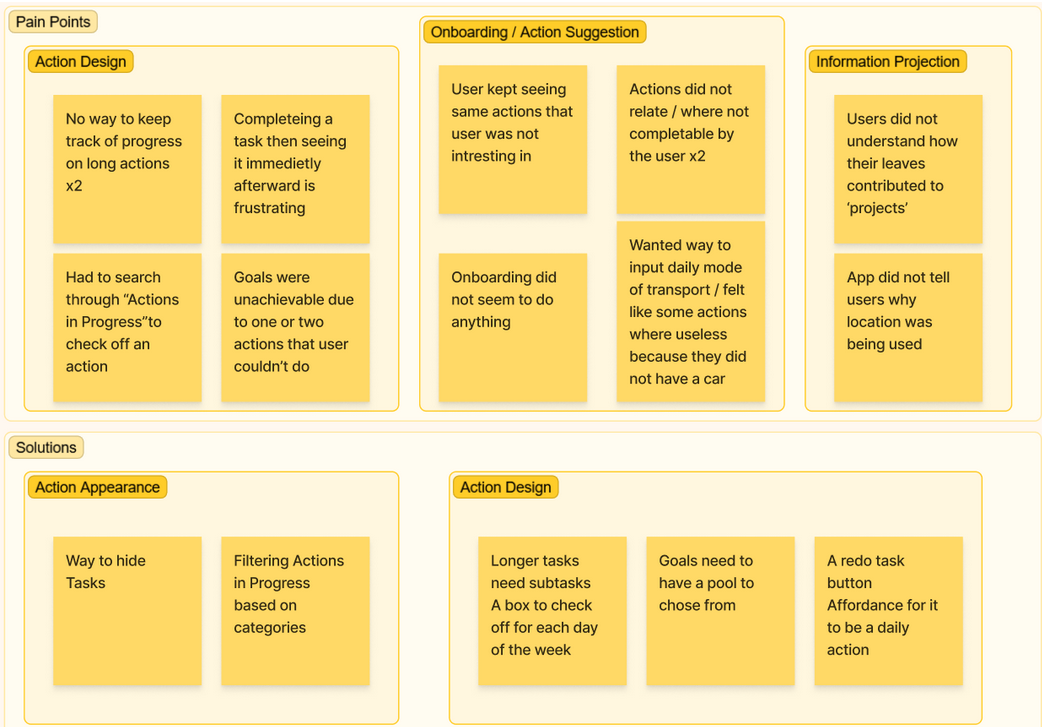 Pain Points
Action Design
No way to keep
track of progress
on long actions
x2
Completeing a
task then seeing
it immedietly
afterward is
frustrating
Had to search
through “Actions
in Progress”to
check off an
action
Goals were
unachievable due
to one or two
actions that user
couldn’t do
Onboarding / Action Suggestion
User kept seeing
same actions that
user was not
intresting in
Actions did not
relate / where not
completable by
the user x2
Onboarding did
not seem to do
anything
Wanted way to
input daily mode
of transport / felt
like some actions
where useless
because they did
not have a car
Information Projection
Users did not
understand how
their leaves
contributed to
‘projects’
App did not tell
users why
location was
being used
Solutions
Action Appearance
Way to hide
Tasks
Filtering Actions
in Progress
based on
categories
Action Design
Longer tasks
need subtasks
A box to check
off for each day
of the week
Goals need to
have a pool to
chose from
A redo task
button
Affordance for it
to be a daily
action